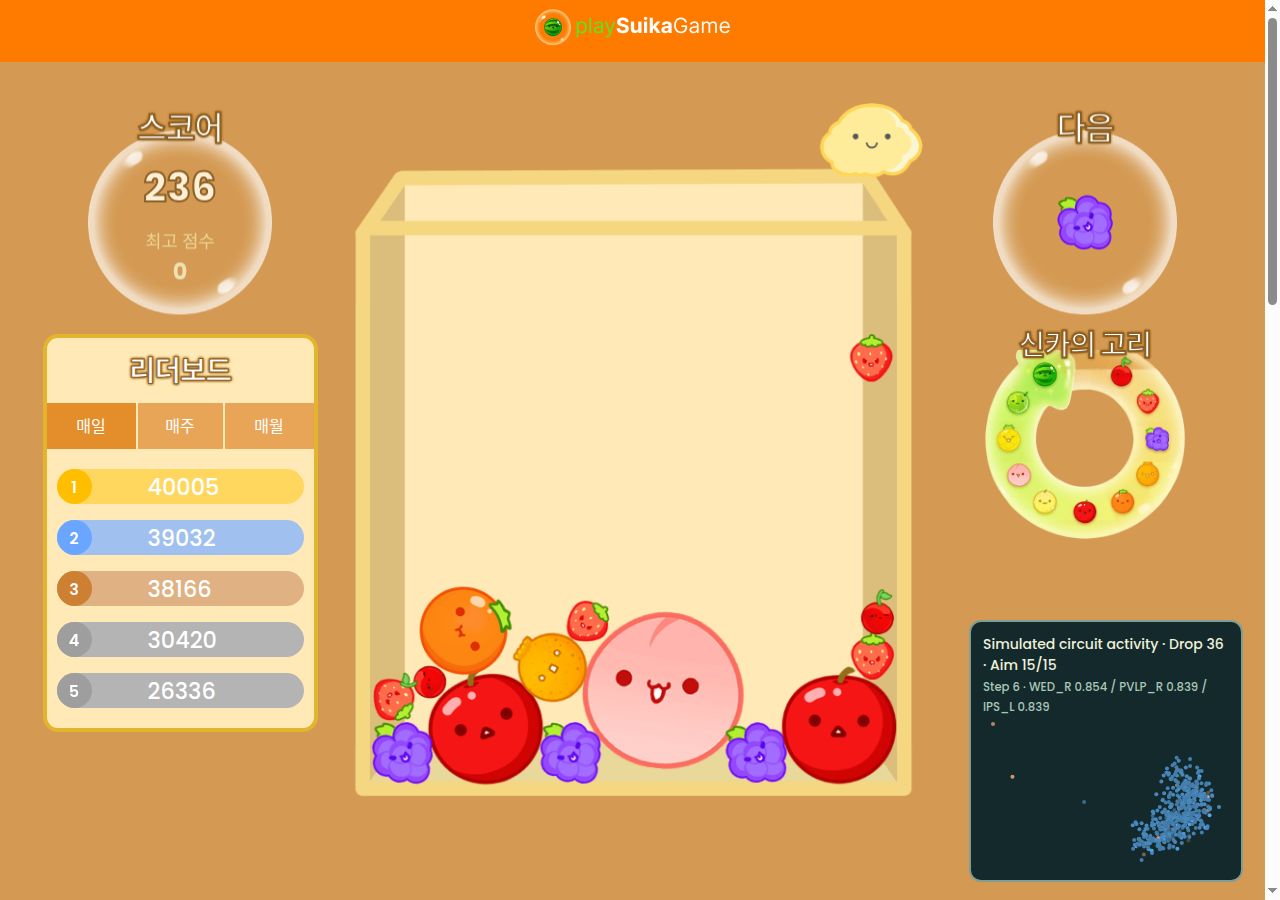 playSuikaGame
스코어
236
최고 점수
0
다음
리더보드
매일 매주 매월
1 40005
2 39032
3 38166
4 30420
5 26336
신카의 고리
Simulated circuit activity · Drop 36
· Aim 15/15
Step 6 · WED_R 0.854 / PVLP_R 0.839 /
IPS_L 0.839